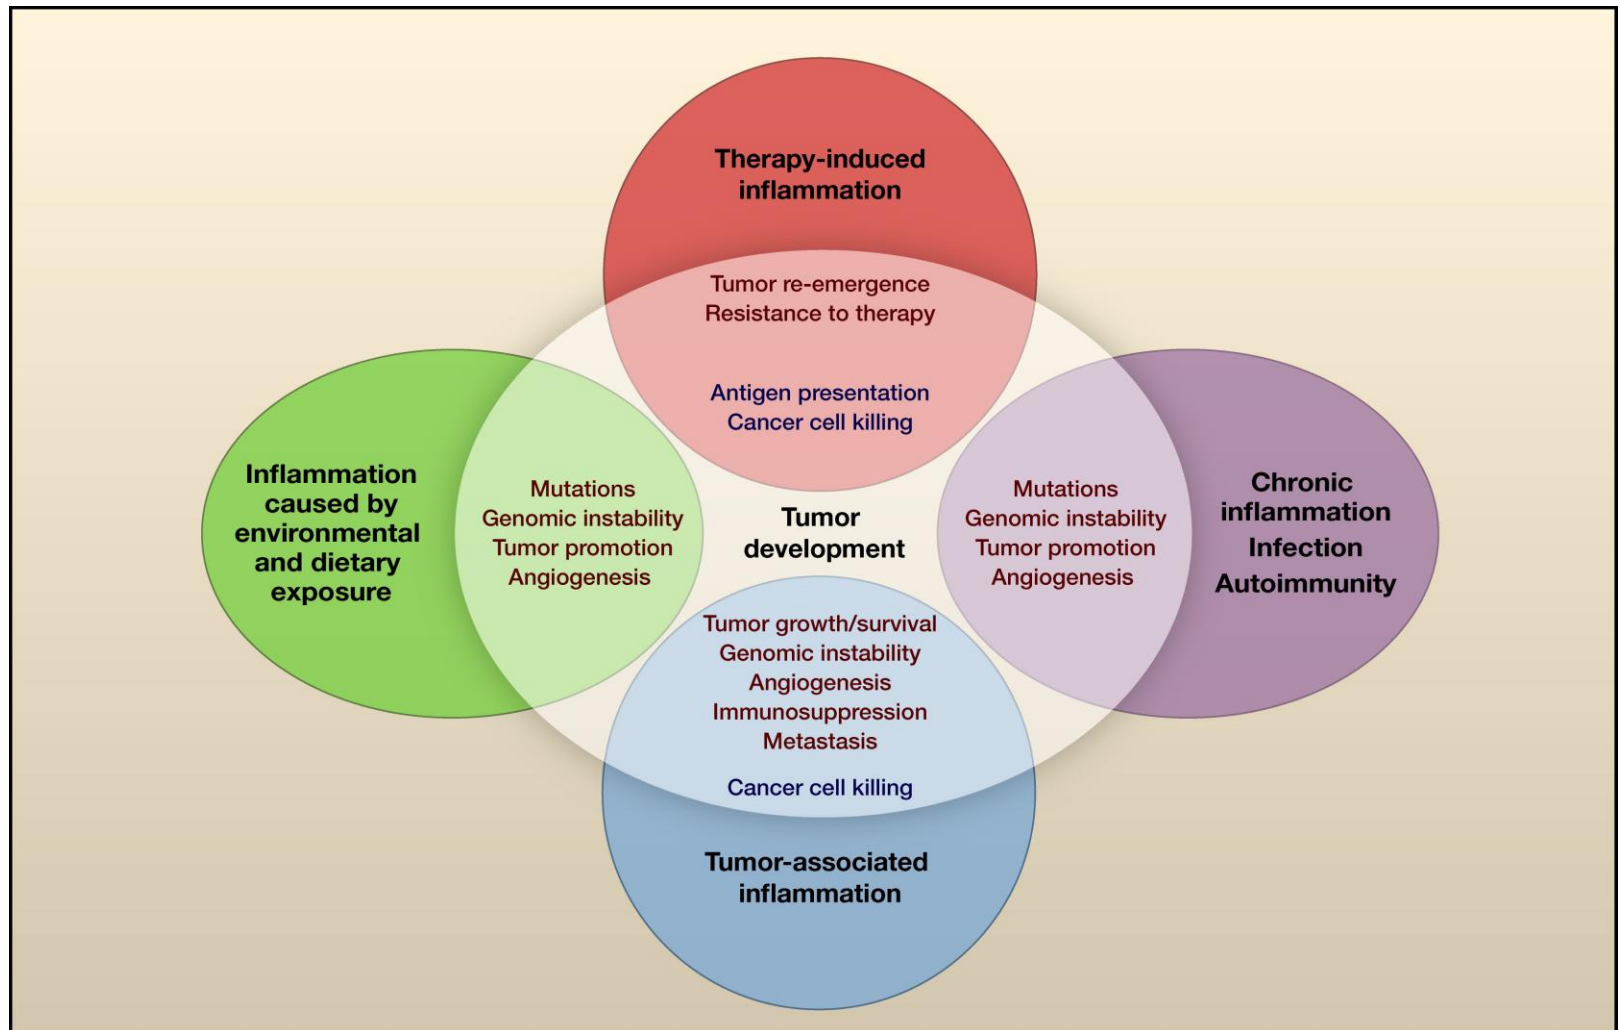 Therapy-induced
inflammation
Tumor re-emergence
Resistance to therapy
Antigen presentation
Cancer cell killing
Inflammation
caused by
environmental
and dietary
exposure
Mutations
Genomic instability
Tumor promotion
Angiogenesis
Tumor
development
Mutations
Genomic instability
Tumor promotion
Angiogenesis
Chronic
inflammation
Infection
Autoimmunity
Tumor growth/survival
Genomic instability
Angiogenesis
Immunosuppression
Metastasis
Cancer cell killing
Tumor-associated
inflammation